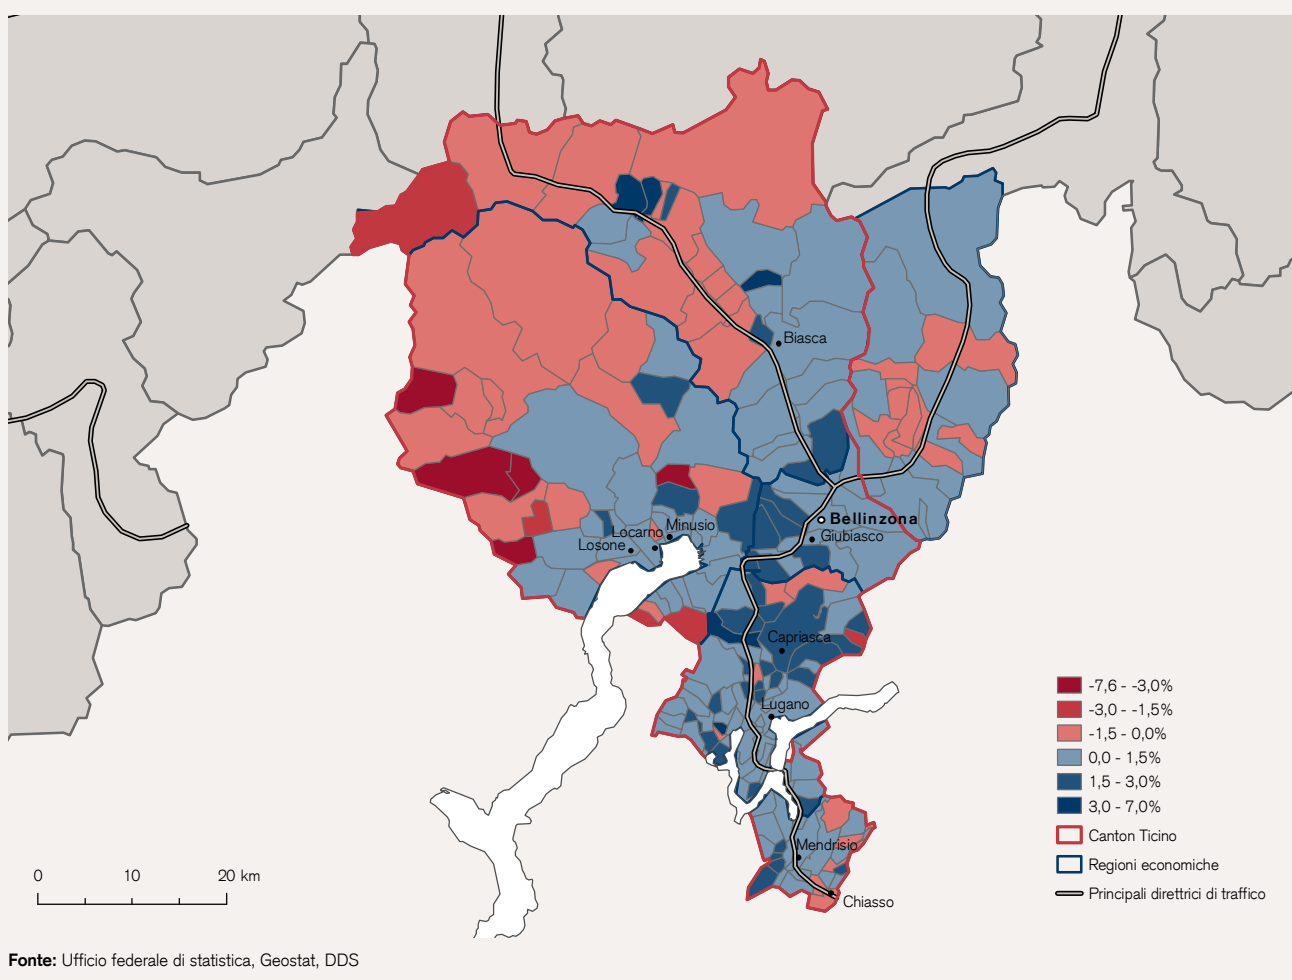 Biasca
Bellinzona
Giubiasco
Minusio
Locarno
Losone
Capriasca
Lugano
Mendrisio
Chiasso
-7,6 - -3,0%
-3,0 - -1,5%
-1,5 - 0,0%
0,0 - 1,5%
1,5 - 3,0%
3,0 - 7,0%
Canton Ticino
Regioni economiche
Principali direttrici di traffico
0 10 20 km
Fonte: Ufficio federale di statistica, Geostat, DDS